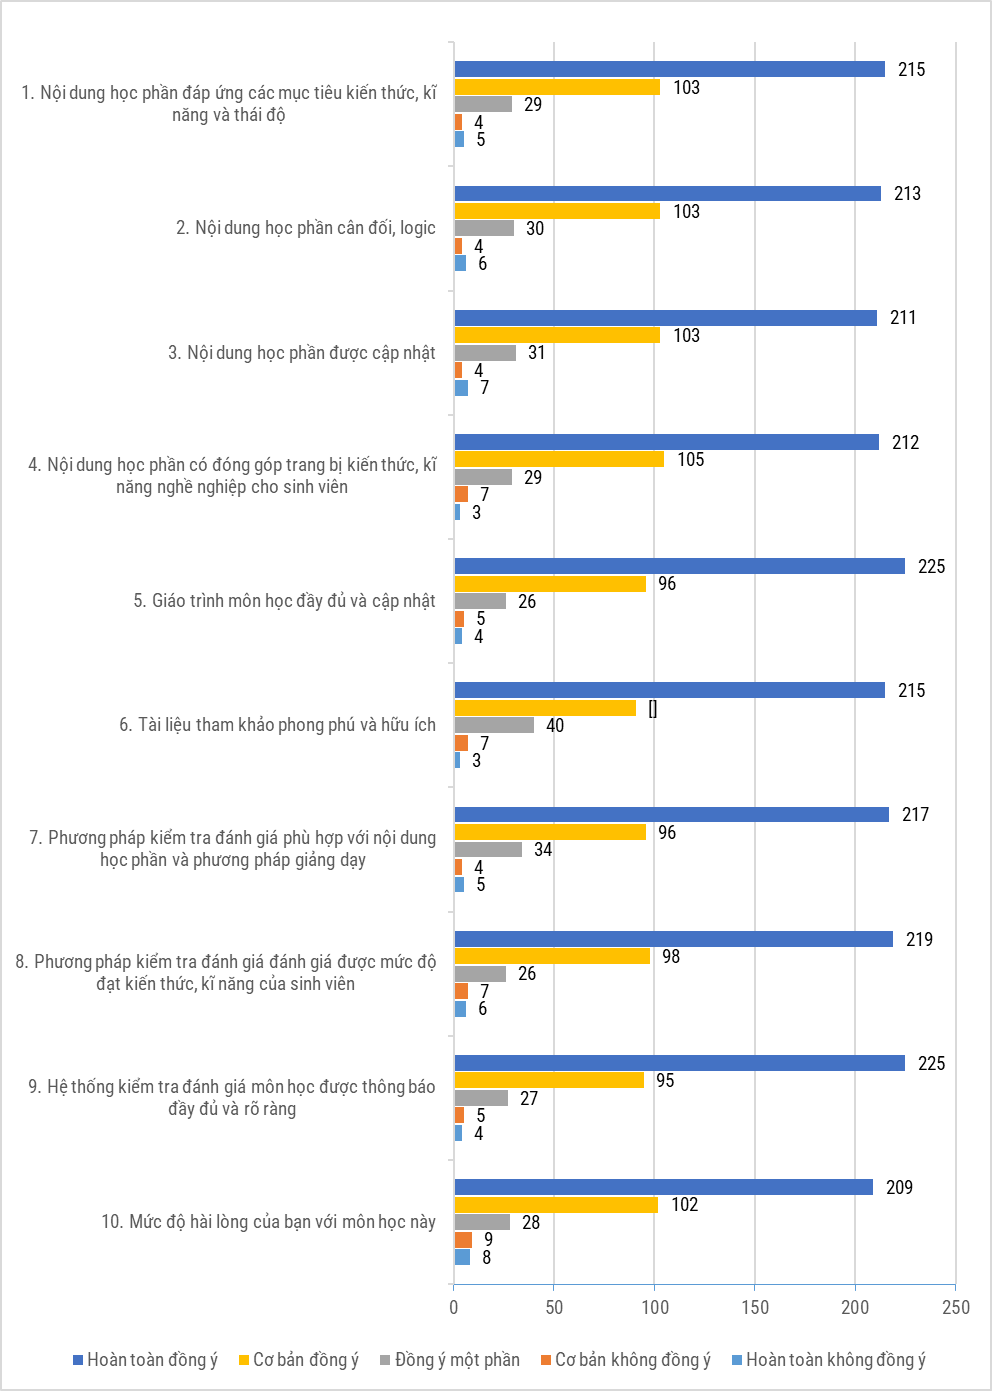 1. Nội dung học phần đáp ứng các mục tiêu kiến thức, kĩ
năng và thái độ
215
103
29
4
5
2. Nội dung học phần cân đối, logic
213
103
30
4
6
3. Nội dung học phần được cập nhật
211
103
31
4
7
4. Nội dung học phần có đóng góp trang bị kiến thức, kĩ
năng nghề nghiệp cho sinh viên
212
105
29
7
3
5. Giáo trình môn học đầy đủ và cập nhật
225
96
26
5
4
6. Tài liệu tham khảo phong phú và hữu ích
215
[]
40
7
3
7. Phương pháp kiểm tra đánh giá phù hợp với nội dung
học phần và phương pháp giảng dạy
217
96
34
4
5
8. Phương pháp kiểm tra đánh giá đánh giá được mức độ
đạt kiến thức, kĩ năng của sinh viên
219
98
26
7
6
9. Hệ thống kiểm tra đánh giá môn học được thông báo
đầy đủ và rõ ràng
225
95
27
5
4
10. Mức độ hài lòng của bạn với môn học này
209
102
28
9
8
0 50 100 150 200 250
Hoàn toàn đồng ý Cơ bản đồng ý Đồng ý một phần Cơ bản không đồng ý Hoàn toàn không đồng ý